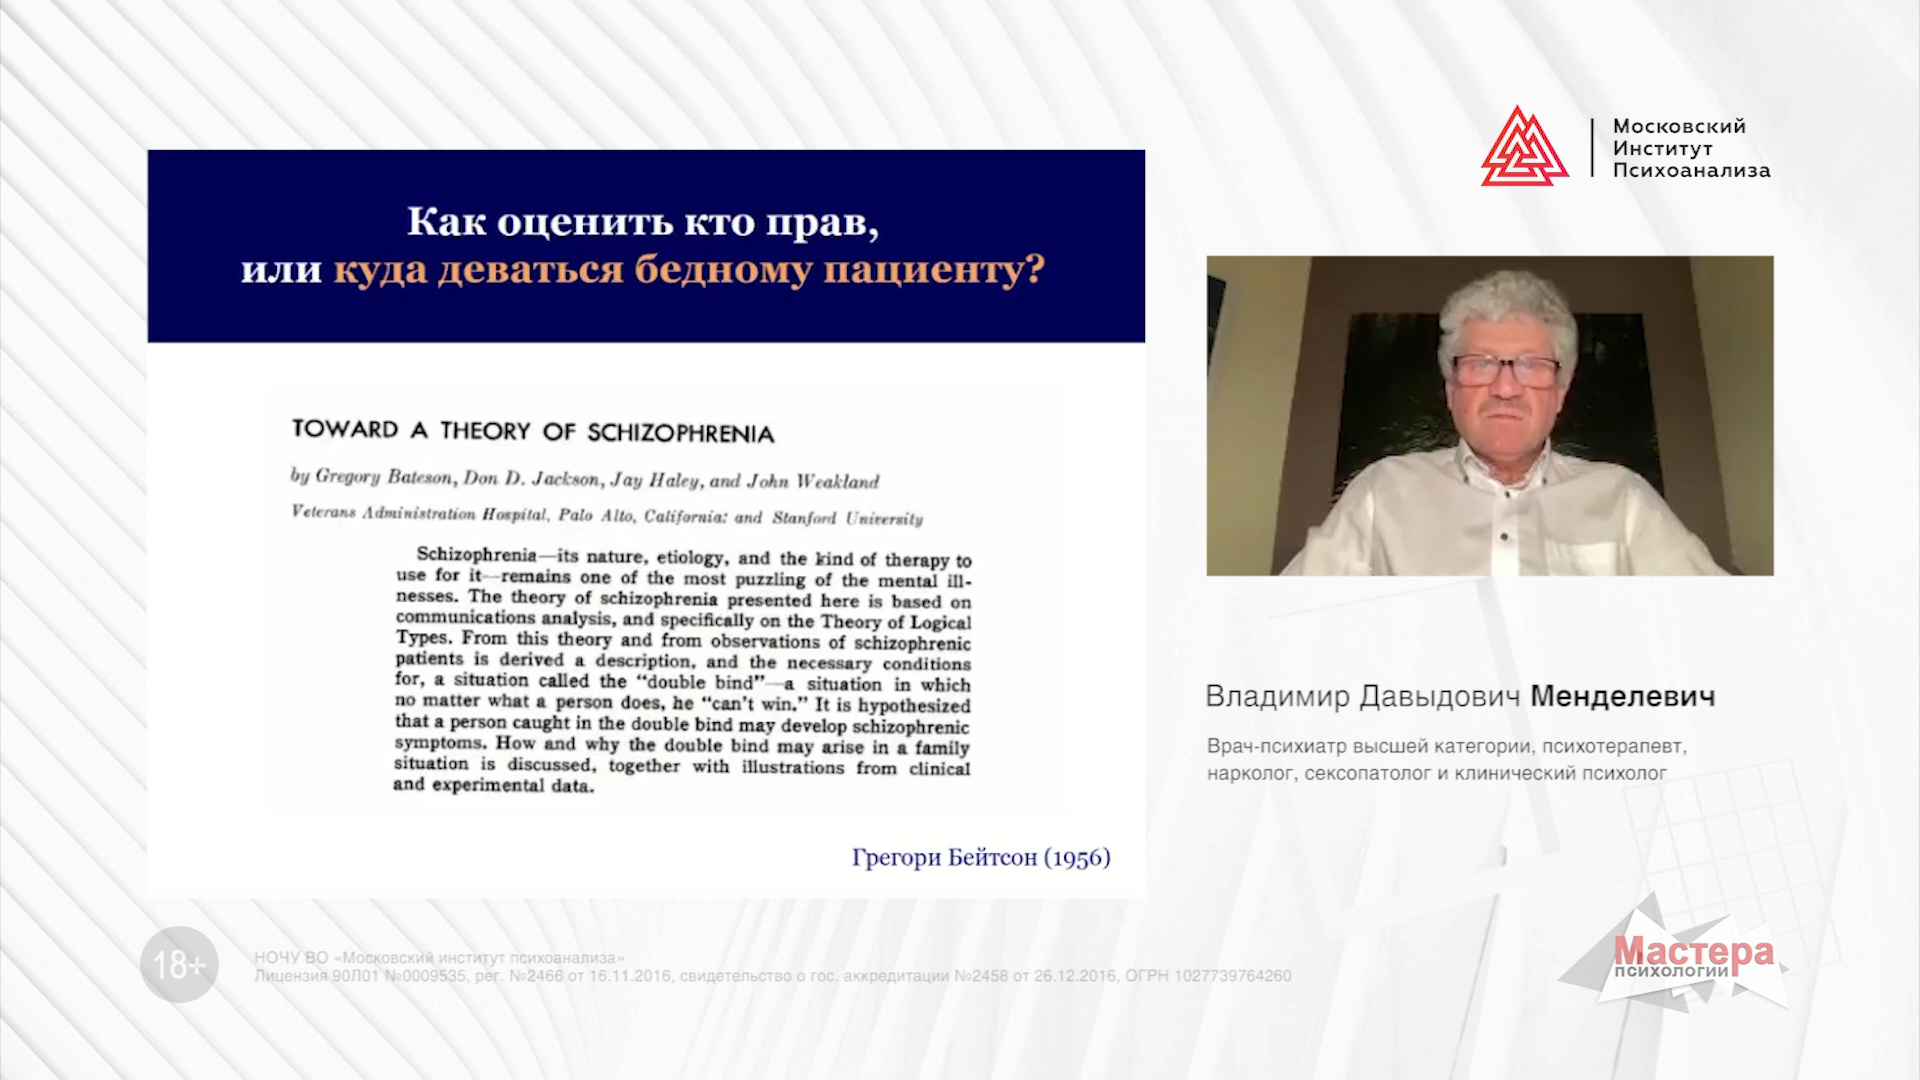 Московский
Институт
Психоанализа
Как оценить кто прав,
или куда деваться бедному пациенту?
TOWARD A THEORY OF SCHIZOPHRENIA
by Gregory Bateson, Don D. Jackson, Jay Haley, and John Weakland
Veterans Administration Hospital, Palo Alto, California; and Stanford University
Schizophrenia—its nature, etiology, and the kind of therapy to
use for it—remains one of the most puzzling of the mental ill-
nesses. The theory of schizophrenia presented here is based on
communications analysis, and specifically on the Theory of Logical
Types. From this theory and from observations of schizophrenic
patients is derived a description, and the necessary conditions
for, a situation called the “double bind”—a situation in which
no matter what a person does, he “can't win.” It is hypothesized
that a person caught in the double bind may develop schizophrenic
symptoms. How and why the double bind may arise in a family
situation is discussed, together with illustrations from clinical
and experimental data.
Грегори Бейтсон (1956)
Владимир Давыдович Менделевич
Врач-психиатр высшей категории, психотерапевт,
нарколог, сексопатолог и клинический психолог
18+
НОЧУ ВО «Московский институт психоанализа»
Лицензия 90Л01 №0009535, рег. №2466 от 16.11.2016, свидетельство о гос. аккредитации №2458 от 26.12.2016, ОГРН 1027739764260
Мастера
психологии